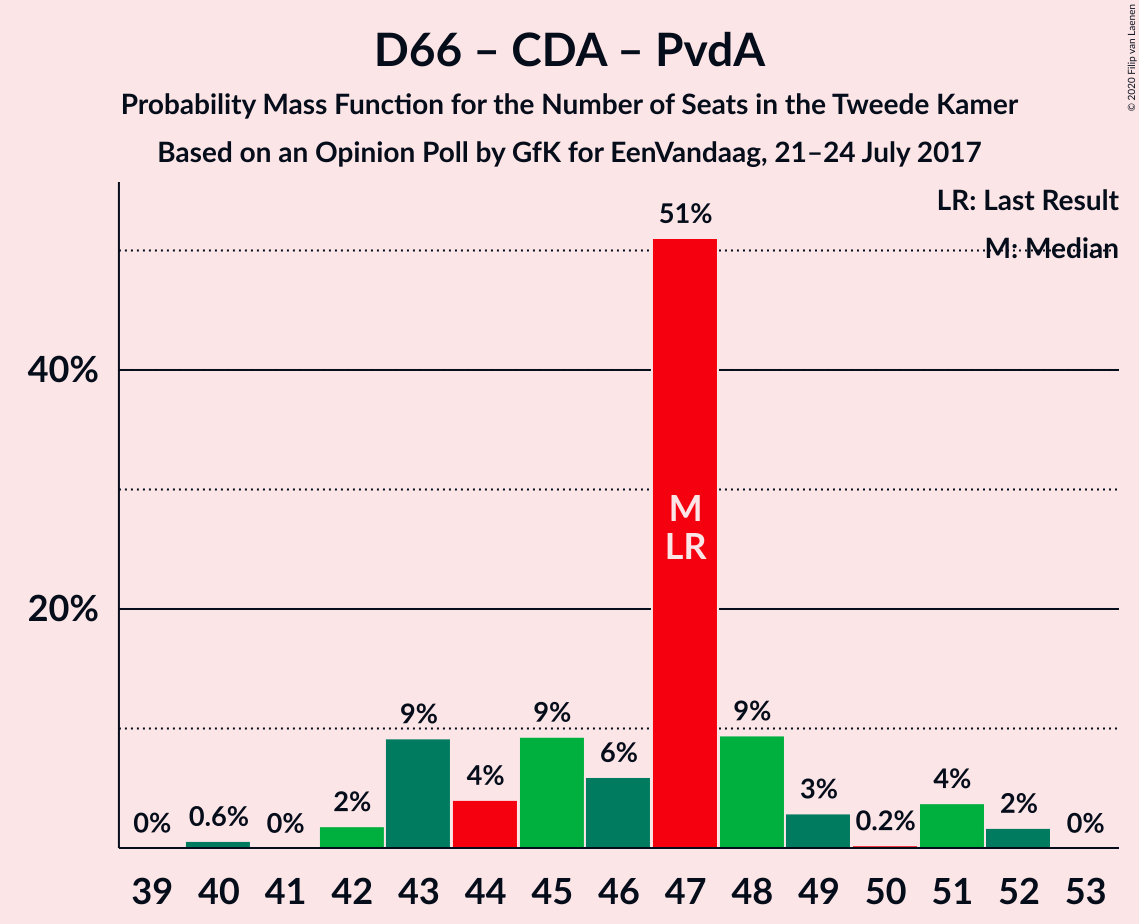 D66 – CDA – PvdA
Probability Mass Function for the Number of Seats in the Tweede Kamer
Based on an Opinion Poll by GfK for EenVandaag, 21–24 July 2017
© 2020 Filip van Laenen
LR: Last Result
M: Median
40%
20%
0%
0.6%
0%
2%
9%
4%
9%
6%
51%
M
LR
9%
3%
0.2%
4%
2%
0%
39 40 41 42 43 44 45 46 47 48 49 50 51 52 53